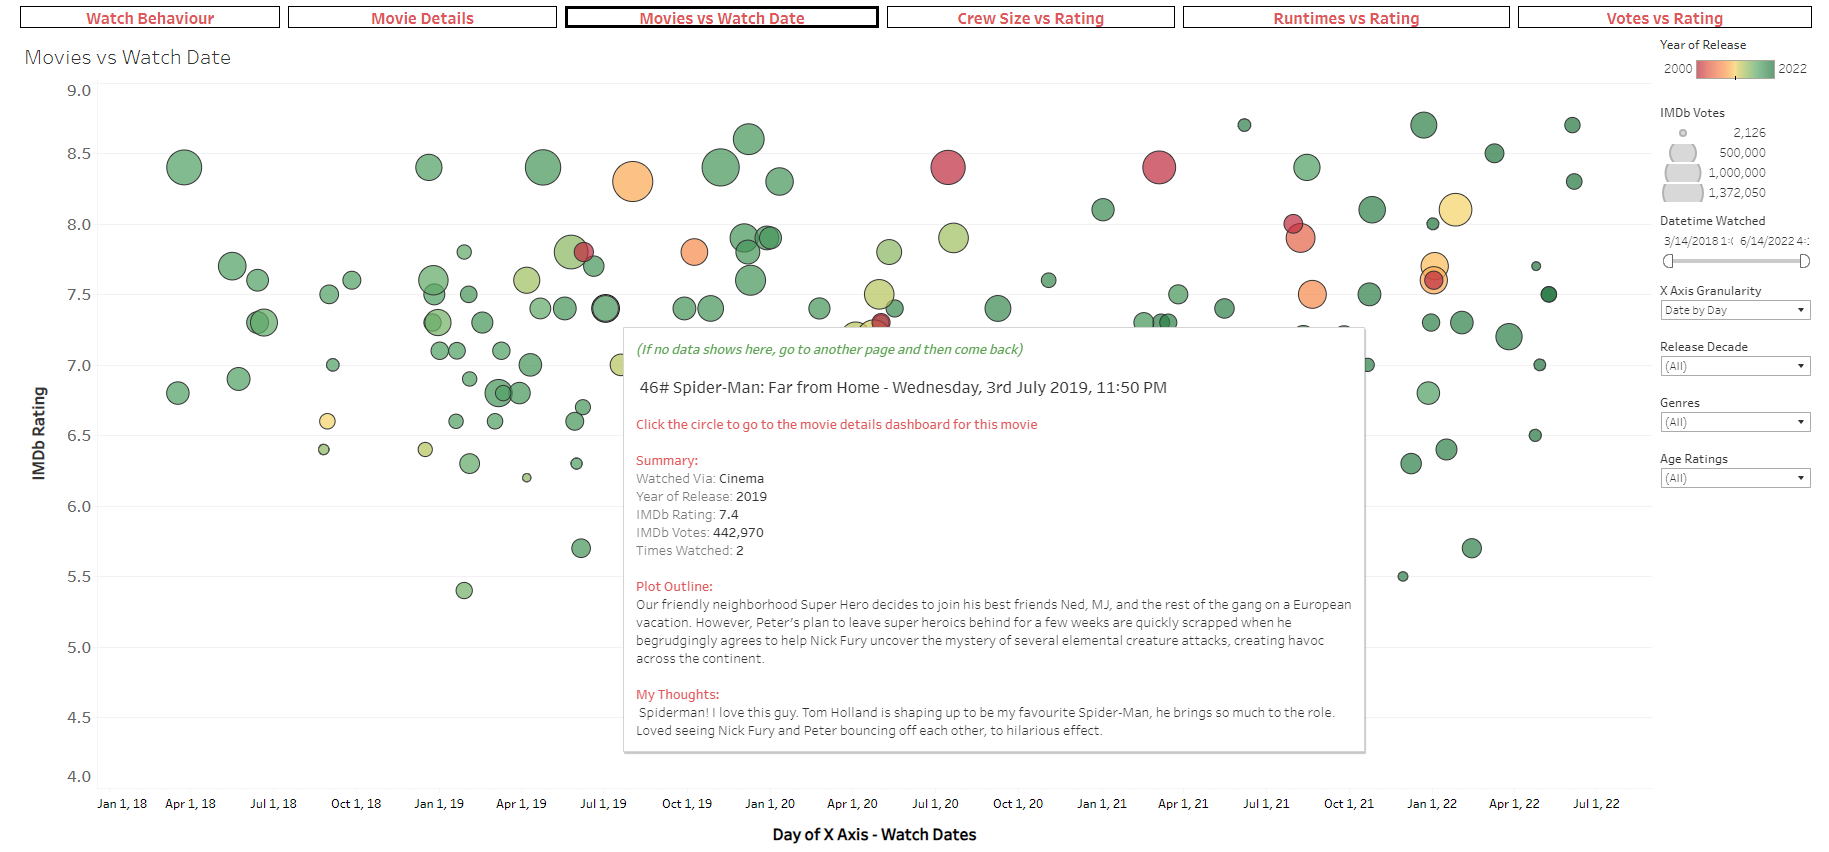 Watch Behaviour
Movie Details
Movies vs Watch Date
Crew Size vs Rating
Runtimes vs Rating
Votes vs Rating
Movies vs Watch Date
9.0
8.5
8.0
7.5
7.0
6.5
6.0
5.5
5.0
4.5
4.0
IMDb Rating
(If no data shows here, go to another page and then come back)
46# Spider-Man: Far from Home - Wednesday, 3rd July 2019, 11:50 PM
Click the circle to go to the movie details dashboard for this movie
Summary:
Watched Via: Cinema
Year of Release: 2019
IMDb Rating: 7.4
IMDb Votes: 442,970
Times Watched: 2
Plot Outline:
Our friendly neighborhood Super Hero decides to join his best friends Ned, MJ, and the rest of the gang on a European
vacation. However, Peter's plan to leave super heroics behind for a few weeks are quickly scrapped when he
begrudgingly agrees to help Nick Fury uncover the mystery of several elemental creature attacks, creating havoc
across the continent.
My Thoughts:
Spiderman! I love this guy. Tom Holland is shaping up to be my favourite Spider-Man, he brings so much to the role.
Loved seeing Nick Fury and Peter bouncing off each other, to hilarious effect.
Jan 1, 18 Apr 1, 18 Jul 1, 18 Oct 1, 18 Jan 1, 19 Apr 1, 19 Jul 1, 19 Oct 1, 19 Jan 1, 20 Apr 1, 20 Jul 1, 20 Oct 1, 20 Jan 1, 21 Apr 1, 21 Jul 1, 21 Oct 1, 21 Jan 1, 22 Apr 1, 22 Jul 1, 22
Day of X Axis - Watch Dates
Year of Release
2000 2022
IMDb Votes
2,126
500,000
1,000,000
1,372,050
Datetime Watched
3/14/2018 1:( 6/14/2022 4::
X Axis Granularity
Date by Day
Release Decade
(All)
Genres
(All)
Age Ratings
(All)